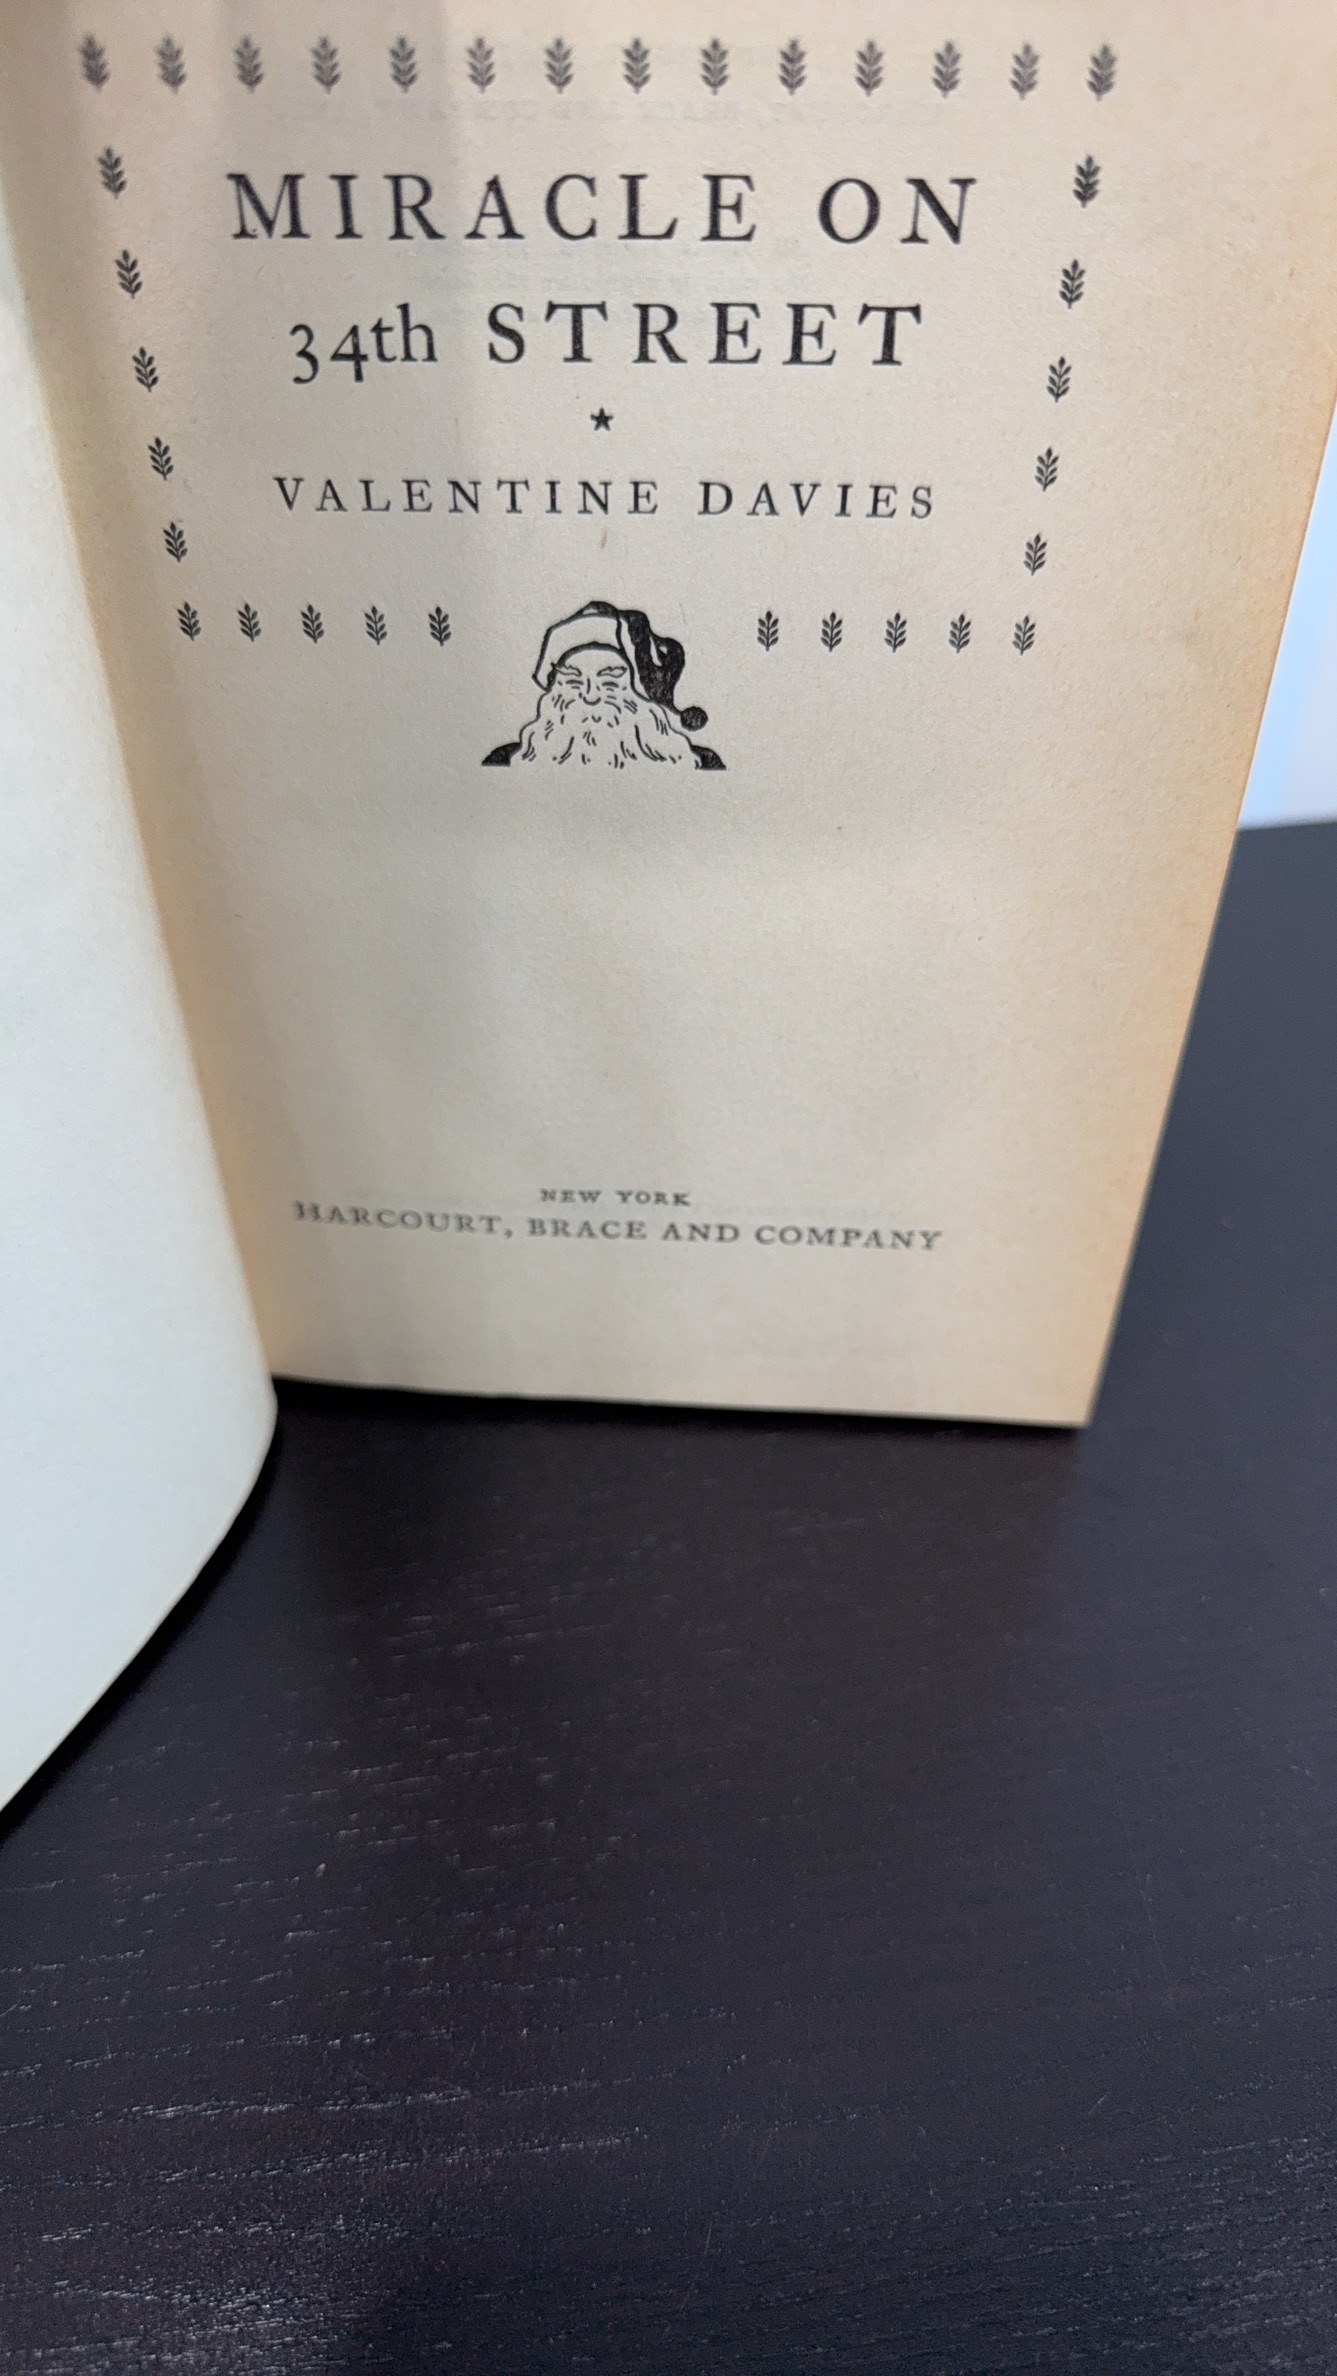 MIRACLE ON
34th STREET
★
VALENTINE DAVIES
NEW YORK
HARCOURT, BRACE AND COMPANY